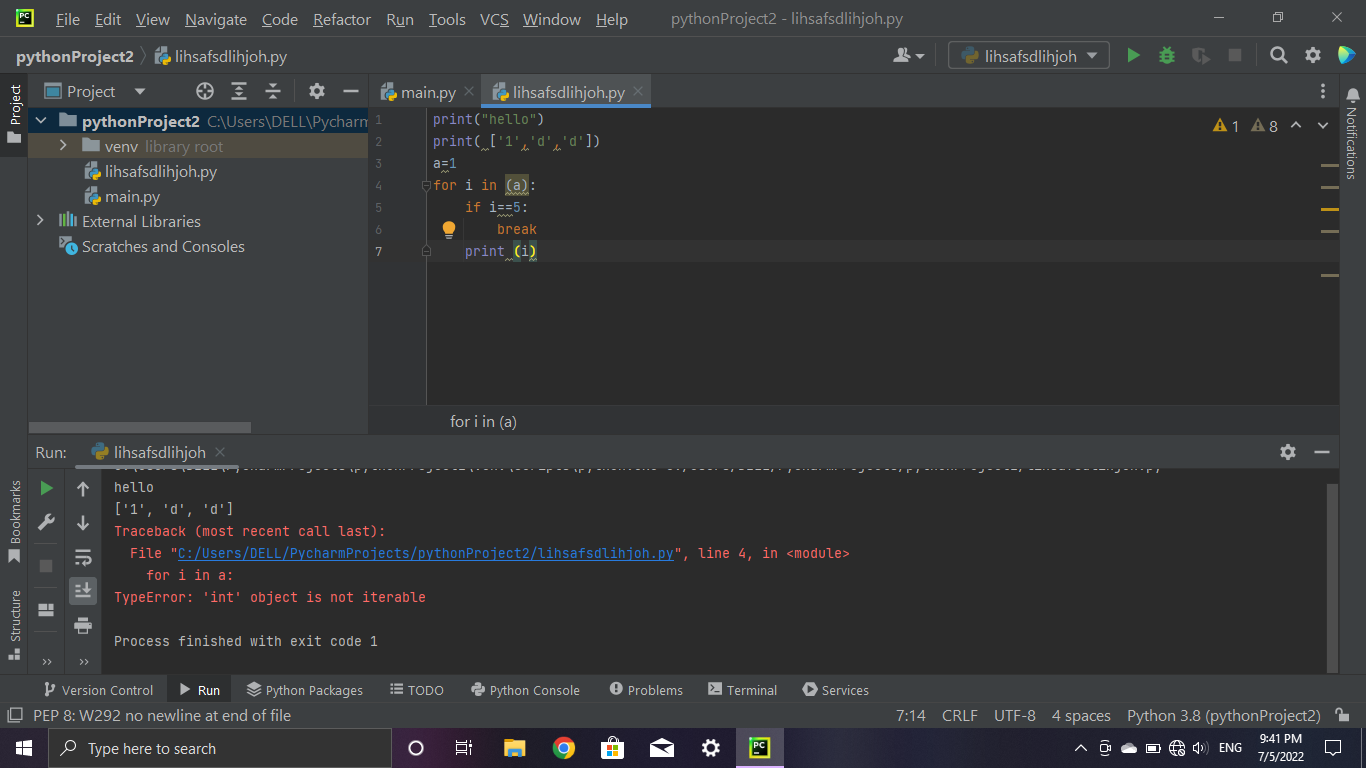 PC File Edit View Navigate Code Refactor Run Tools VCS Window Help pythonProject2 - lihsafsdlihjoh.py
pythonProject2 lihsafsdlihjoh.py lihsafsdlihjoh
Project Project main.py lihsafsdlihjoh.py Notifications
pythonProject2 C:\Users\DELL\Pycharm
venv library root
lihsafsdlihjoh.py
main.py
External Libraries
Scratches and Consoles
1 print("hello")
2 print( ['1','d','d'])
3 a=1
4 for i in (a):
5 if i==5:
6 break
7 print (i)
1 8
for i in (a)
Run: lihsafsdlihjoh
Bookmarks
Structure
hello
['1', 'd', 'd']
Traceback (most recent call last):
File "C:/Users/DELL/PycharmProjects/pythonProject2/lihsafsdlihjoh.py", line 4, in <module>
for i in a:
TypeError: 'int' object is not iterable
Process finished with exit code 1
Version Control Run Python Packages TODO Python Console Problems Terminal Services
PEP 8: W292 no newline at end of file 7:14 CRLF UTF-8 4 spaces Python 3.8 (pythonProject2)
Type here to search PC ENG 9:41 PM
7/5/2022